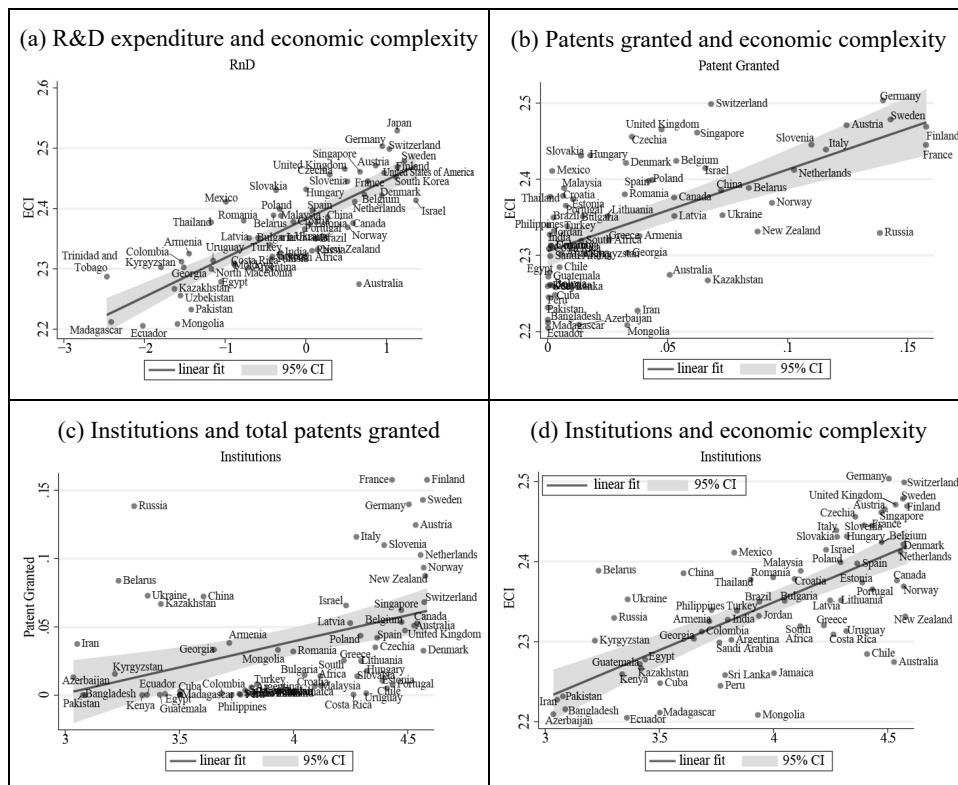 (a) R&D expenditure and economic complexity
RnD
ECI
2.6
2.5
2.4
2.3
2.2
Japan
Germany
Switzerland
Singapore
Sweden
United Kingdom
Austria
Finland
Czechia
United States of America
Slovenia
France
South Korea
Slovakia
Hungary
Denmark
Belgium
Israel
Mexico
Netherlands
Poland
Spain
Malaysia
China
Thailand
Romania
Canada
Belarus
Portugal
Norway
Latvia
Brazil
Armenia
Uruguay
Turkey
India
New Zealand
Colombia
Costa Rica
South Africa
Trinidad and
Tobago
Kyrgyzstan
Georgia
North Macedonia
Argentina
Egypt
Australia
Kazakhstan
Uzbekistan
Pakistan
Madagascar
Ecuador
Mongolia
−3 −2 −1 0 1
linear fit 95% CI
(b) Patents granted and economic complexity
Patent Granted
ECI
2.5
2.4
2.3
2.2
Germany
Switzerland
Sweden
United Kingdom
Singapore
Finland
Czechia
Slovenia
Italy
France
Slovakia
Hungary
Denmark
Belgium
Israel
Mexico
Netherlands
Malaysia
Spain
China
Belarus
Thailand
Croatia
Romania
Canada
Norway
Estonia
Portugal
Lithuania
Latvia
Ukraine
Brazil
Bulgaria
Philippines
Turkey
New Zealand
Russia
India
Greece
Armenia
South Africa
Georgia
Egypt
Chile
Guatemala
Australia
Kazakhstan
Cuba
Peru
Pakistan
Iran
Bangladesh
Azerbaijan
Madagascar
Ecuador
Mongolia
0 .05 .1 .15
linear fit 95% CI
(c) Institutions and total patents granted
Institutions
Patent Granted
.15
.1
.05
0
France
Finland
Russia
Germany
Sweden
Austria
Italy
Slovenia
Netherlands
Norway
New Zealand
Belarus
Ukraine
China
Kazakhstan
Israel
Switzerland
Singapore
Latvia
Belgium
Canada
Australia
Iran
Armenia
Poland
Spain
United Kingdom
Georgia
Mongolia
Romania
Czechia
Denmark
Greece
Lithuania
Kyrgyzstan
Bulgaria
South
Africa
Hungary
Slovakia
Azerbaijan
Ecuador
Cuba
Colombia
Turkey
Croatia
Malaysia
Estonia
Portugal
Bangladesh
Egypt
Madagascar
Chile
Pakistan
Kenya
Guatemala
Philippines
Costa Rica
Uruguay
3 3.5 4 4.5
linear fit 95% CI
(d) Institutions and economic complexity
Institutions
linear fit 95% CI
ECI
2.5
2.4
2.3
2.2
Germany
Switzerland
United Kingdom
Sweden
Finland
Czechia
Singapore
Italy
Slovenia
France
Slovakia
Hungary
Belgium
Mexico
Israel
Denmark
Poland
Netherlands
Belarus
China
Malaysia
Spain
Thailand
Romania
Croatia
Estonia
Canada
Portugal
Norway
Ukraine
Brazil
Bulgaria
Latvia
Lithuania
Russia
Philippines
Turkey
Jordan
New Zealand
Armenia
India
South
Africa
Greece
Uruguay
Kyrgyzstan
Georgia
Colombia
Argentina
Costa Rica
Saudi Arabia
Chile
Guatemala
Egypt
Australia
Kenya
Kazakhstan
Sri Lanka
Jamaica
Cuba
Peru
Iran
Pakistan
Bangladesh
Azerbaijan
Ecuador
Madagascar
Mongolia
3 3.5 4 4.5
linear fit 95% CI